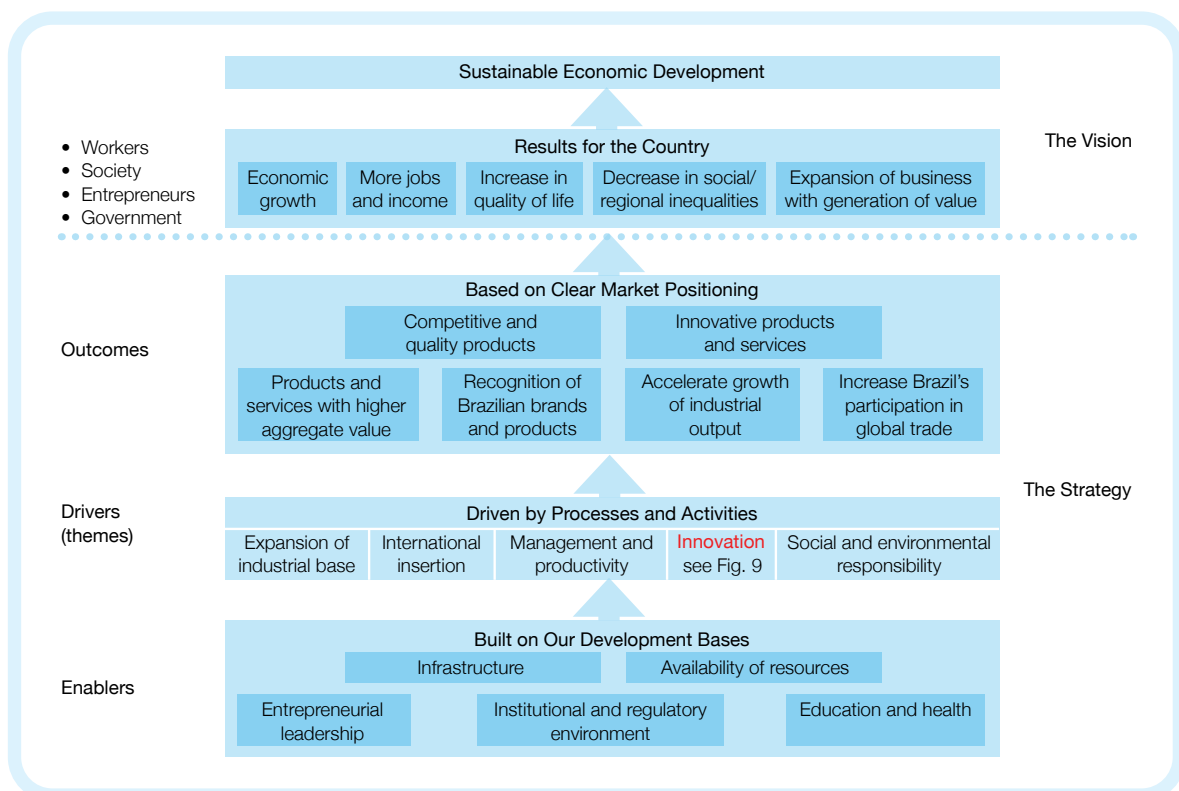 Sustainable Economic Development
• Workers
• Society
• Entrepreneurs
• Government
The Vision
Results for the Country
Economic
growth
More jobs
and income
Increase in
quality of life
Decrease in social/
regional inequalities
Expansion of business
with generation of value
Outcomes
Based on Clear Market Positioning
Competitive and
quality products
Innovative products
and services
Products and
services with higher
aggregate value
Recognition of
Brazilian brands
and products
Accelerate growth
of industrial
output
Increase Brazil's
participation in
global trade
The Strategy
Drivers
(themes)
Driven by Processes and Activities
Expansion of
industrial base
International
insertion
Management and
productivity
Innovation
see Fig. 9
Social and environmental
responsibility
Enablers
Built on Our Development Bases
Infrastructure
Availability of resources
Entrepreneurial
leadership
Institutional and regulatory
environment
Education and health